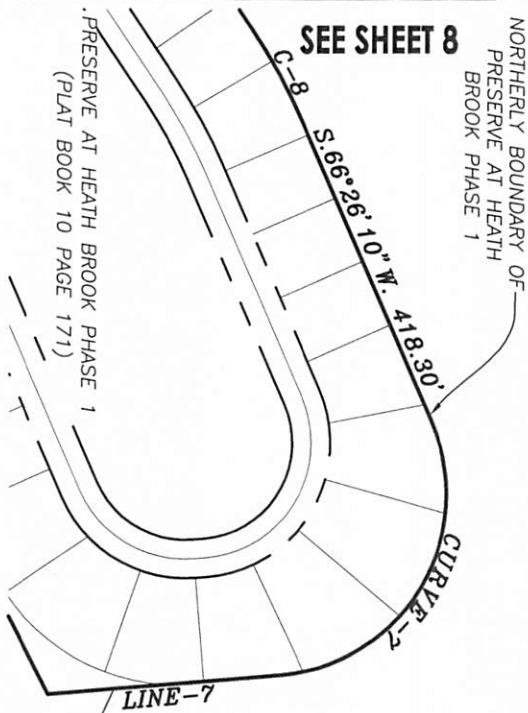 SEE SHEET 8
NORTHERLY BOUNDARY OF
PRESERVE AT HEATH
BROOK PHASE 1
C-8
S.66°26'10"W. 418.30'
CURVE-7
LINE-7
.PRESERVE AT HEATH BROOK PHASE 1
(PLAT BOOK 10 PAGE 171)